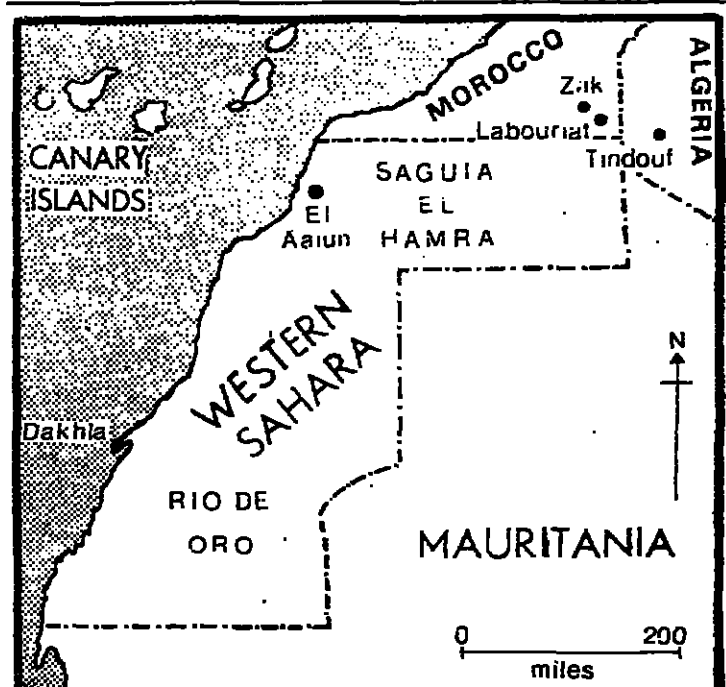 MOROCCO
ALGERIA
Zak
Labouriat
Tindouf
CANARY
ISLANDS
SAGUIA
EL
HAMRA
El
Aaiun
WESTERN
SAHARA
N
Dakhla
RIO DE
ORO
MAURITANIA
0 200
miles